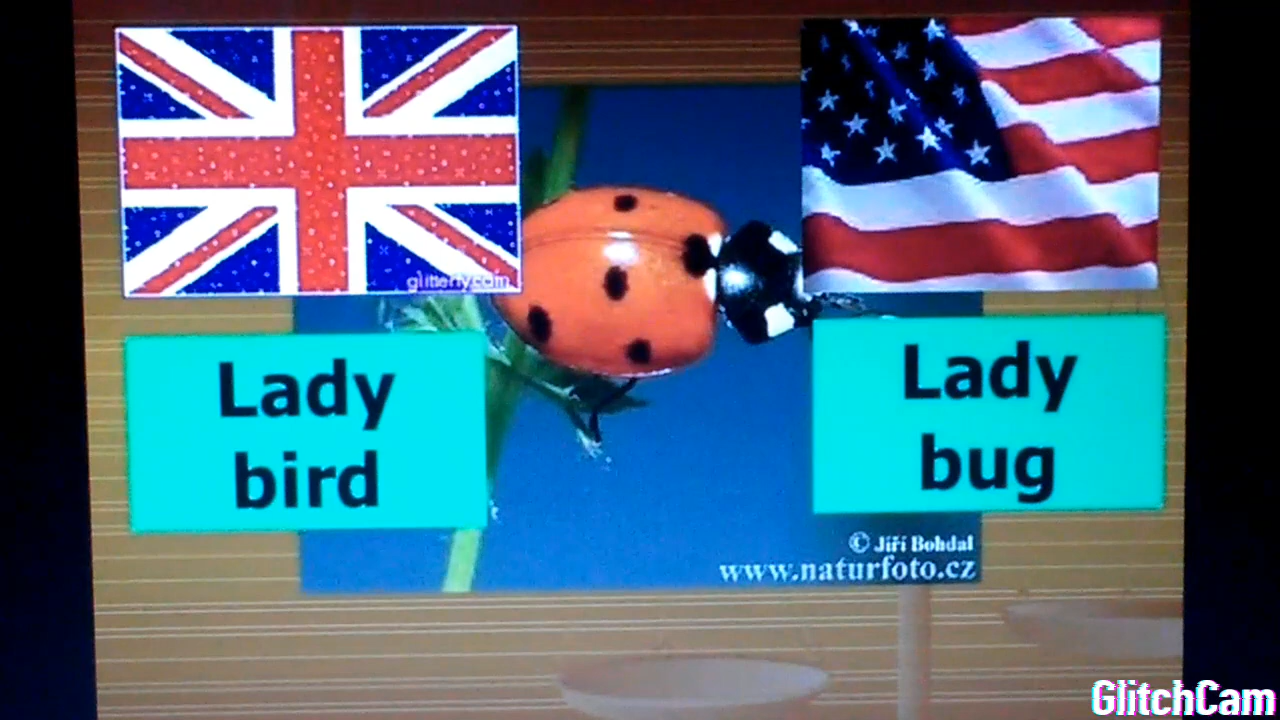 glitterfy.com
Lady
bird
Lady
bug
© Jiří Bohdal
www.naturfoto.cz
GlitchCam